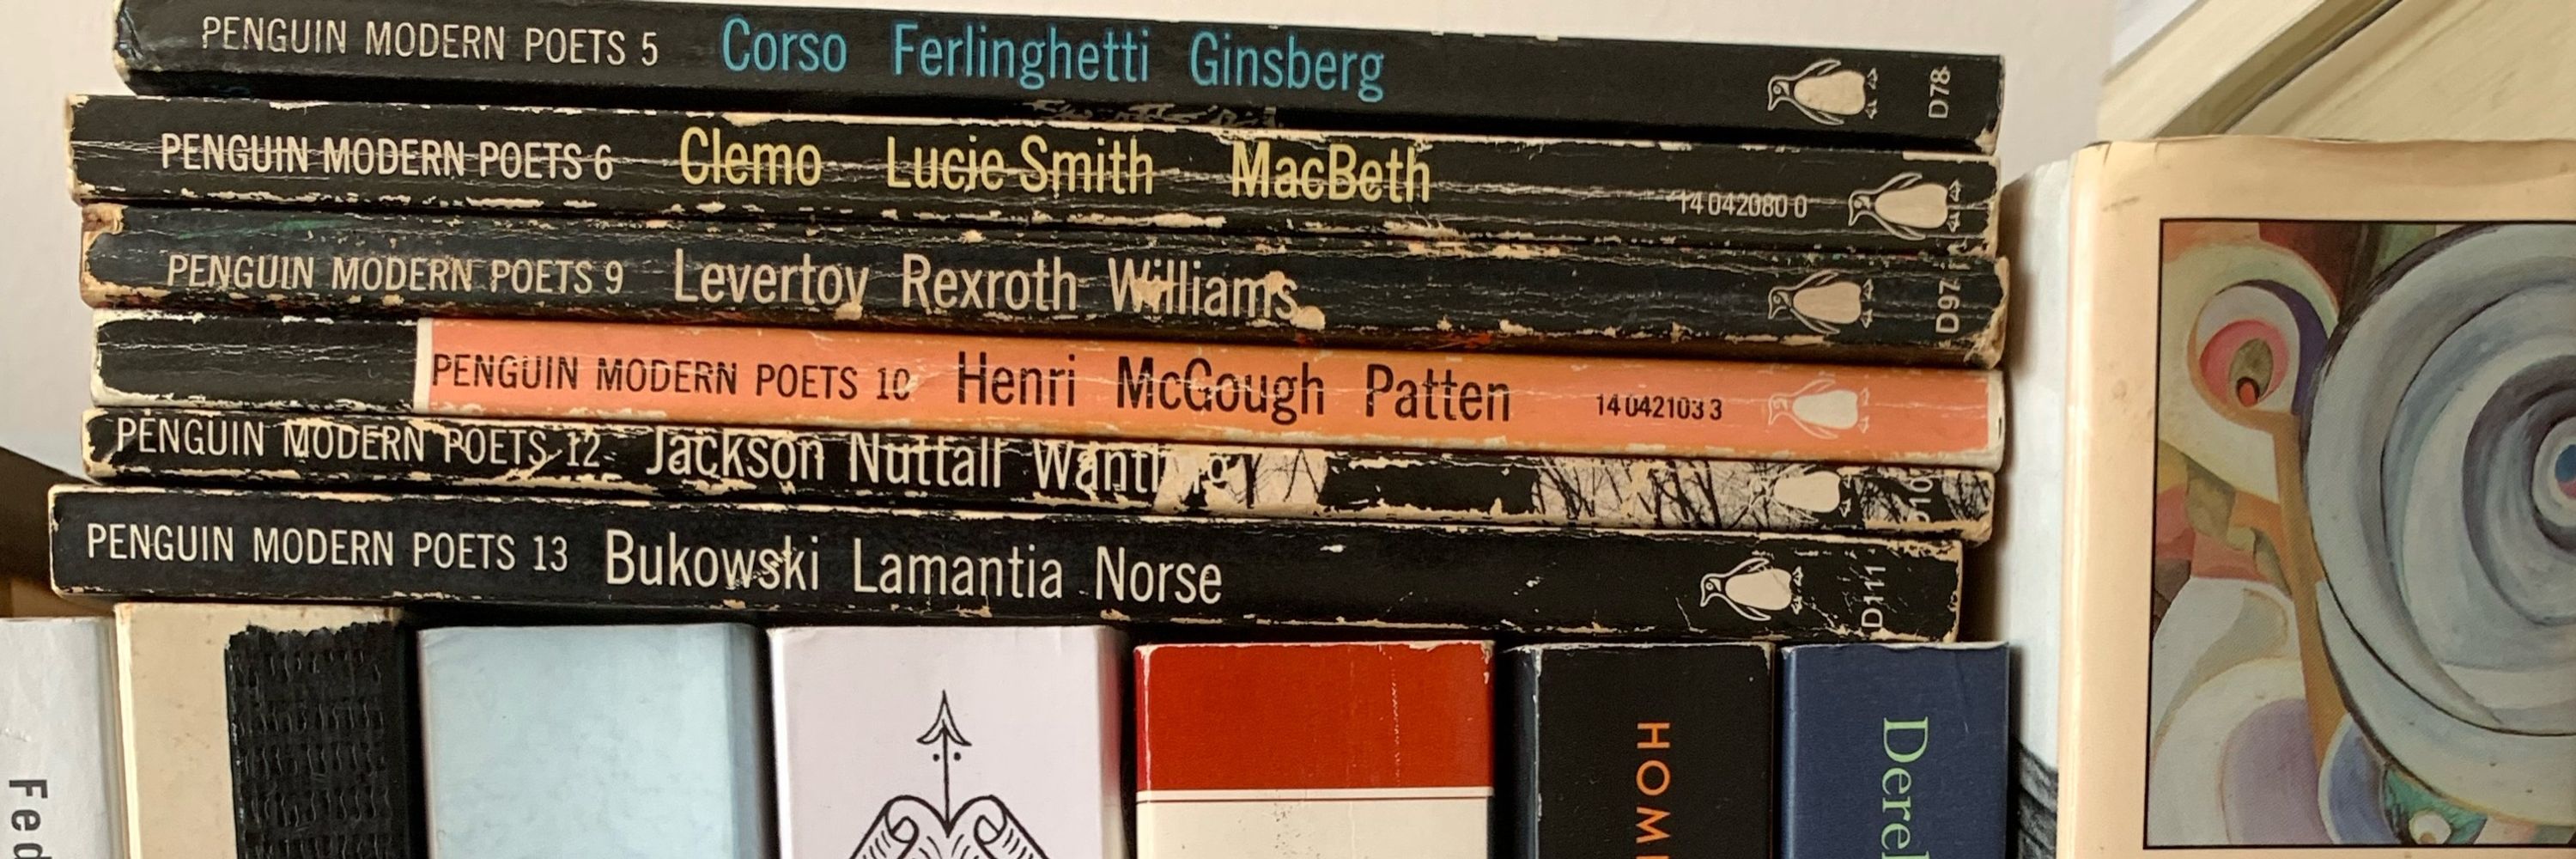 PENGUIN MODERN POETS 5 Corso Ferlinghetti Ginsberg D78
PENGUIN MODERN POETS 6 Clemo Lucie-Smith MacBeth 14 042080 0
PENGUIN MODERN POETS 9 Levertov Rexroth Williams D97
PENGUIN MODERN POETS 10 Henri McGough Patten 14 042103 3
PENGUIN MODERN POETS 12 Jackson Nuttall
PENGUIN MODERN POETS 13 Bukowski Lamantia Norse D111
Fed
HOM
Derek